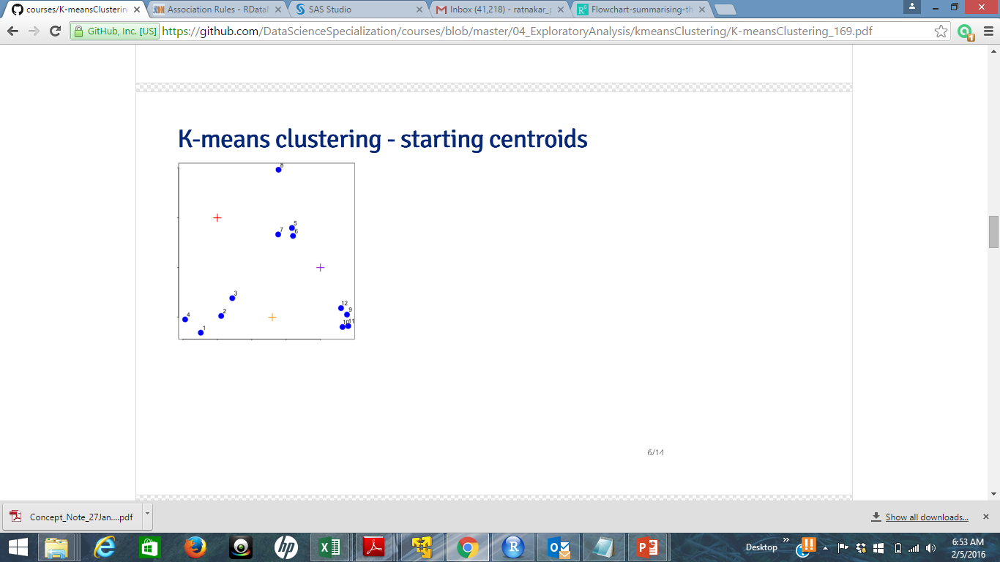 courses/K-meansClusterin
Association Rules - RDataM
SAS Studio
Inbox (41,218) - ratnakar_p
Flowchart-summarising-th
GitHub, Inc. [US]
https://github.com/DataScienceSpecialization/courses/blob/master/04_ExploratoryAnalysis/kmeansClustering/K-meansClustering_169.pdf
K-means clustering - starting centroids
8
5
7
6
3
12
2
9
4
10
11
1
6/14
Concept_Note_27Jan....pdf
Show all downloads...
Desktop
6:53 AM
2/5/2016